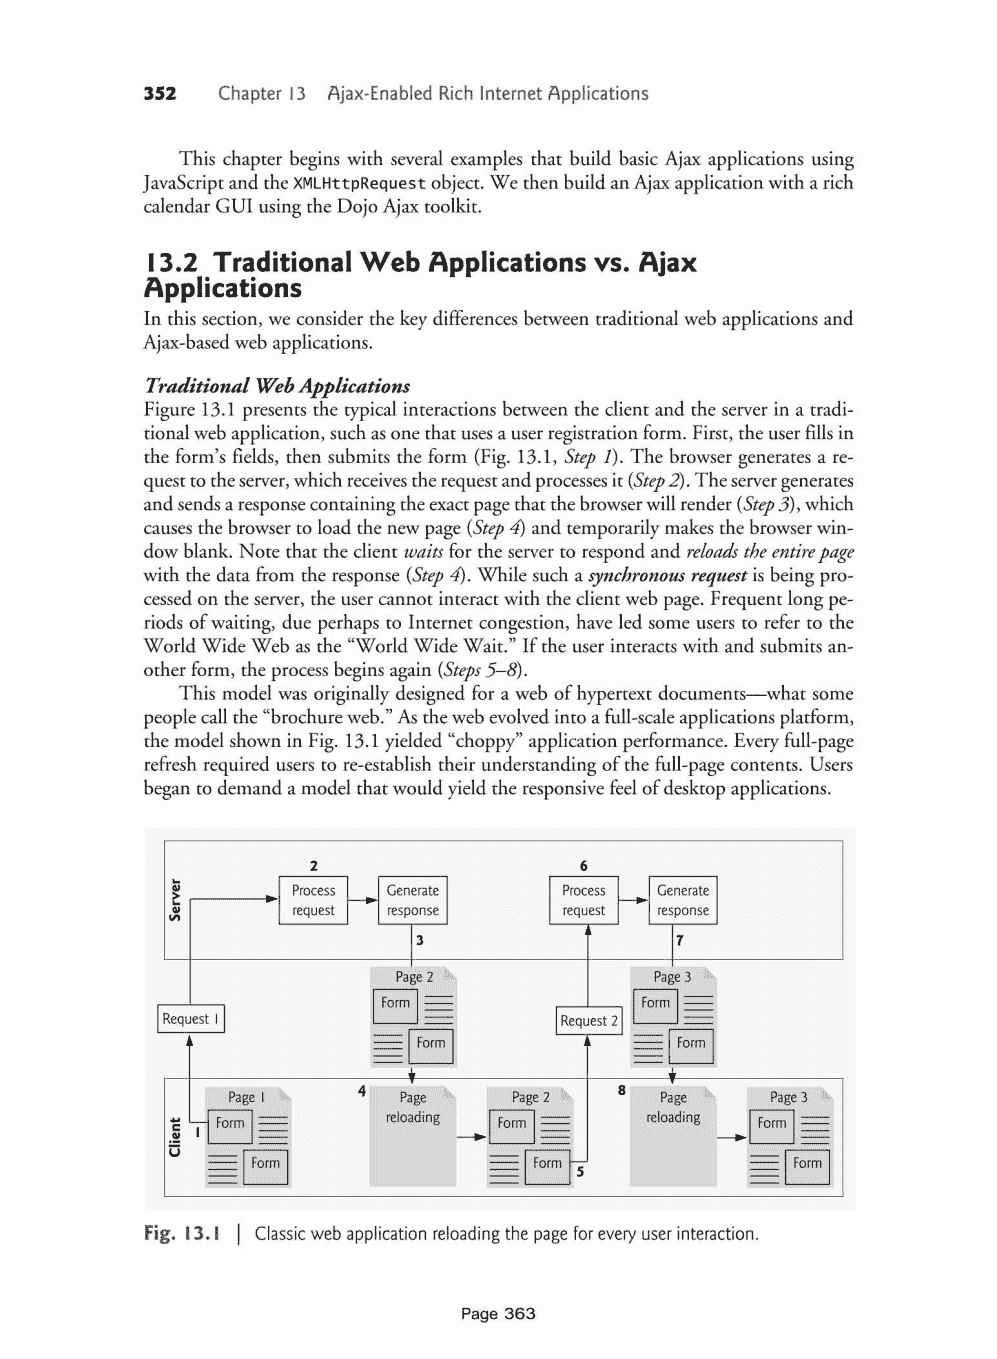 352 Chapter 13 Ajax-Enabled Rich Internet Applications
This chapter begins with several examples that build basic Ajax applications using
JavaScript and the XMLHttpRequest object. We then build an Ajax application with a rich
calendar GUI using the Dojo Ajax toolkit.
13.2 Traditional Web Applications vs. Ajax
Applications
In this section, we consider the key differences between traditional web applications and
Ajax-based web applications.
Traditional Web Applications
Figure 13.1 presents the typical interactions between the client and the server in a tradi-
tional web application, such as one that uses a user registration form. First, the user fills in
the form's fields, then submits the form (Fig. 13.1, Step 1). The browser generates a re-
quest to the server, which receives the request and processes it (Step 2). The server generates
and sends a response containing the exact page that the browser will render (Step 3), which
causes the browser to load the new page (Step 4) and temporarily makes the browser win-
dow blank. Note that the client waits for the server to respond and reloads the entire page
with the data from the response (Step 4). While such a synchronous request is being pro-
cessed on the server, the user cannot interact with the client web page. Frequent long pe-
riods of waiting, due perhaps to Internet congestion, have led some users to refer to the
World Wide Web as the “World Wide Wait.” If the user interacts with and submits an-
other form, the process begins again (Steps 5–8).
This model was originally designed for a web of hypertext documents—what some
people call the “brochure web.” As the web evolved into a full-scale applications platform,
the model shown in Fig. 13.1 yielded “choppy” application performance. Every full-page
refresh required users to re-establish their understanding of the full-page contents. Users
began to demand a model that would yield the responsive feel of desktop applications.
Server
2
Process
request
Generate
response
3
6
Process
request
Generate
response
7
Request 1
Page 2
Form
Form
Request 2
Page 3
Form
Form
Client
1
Page 1
Form
Form
4
Page
reloading
Page 2
Form
Form
5
8
Page
reloading
Page 3
Form
Form
Fig. 13.1 | Classic web application reloading the page for every user interaction.
Page 363